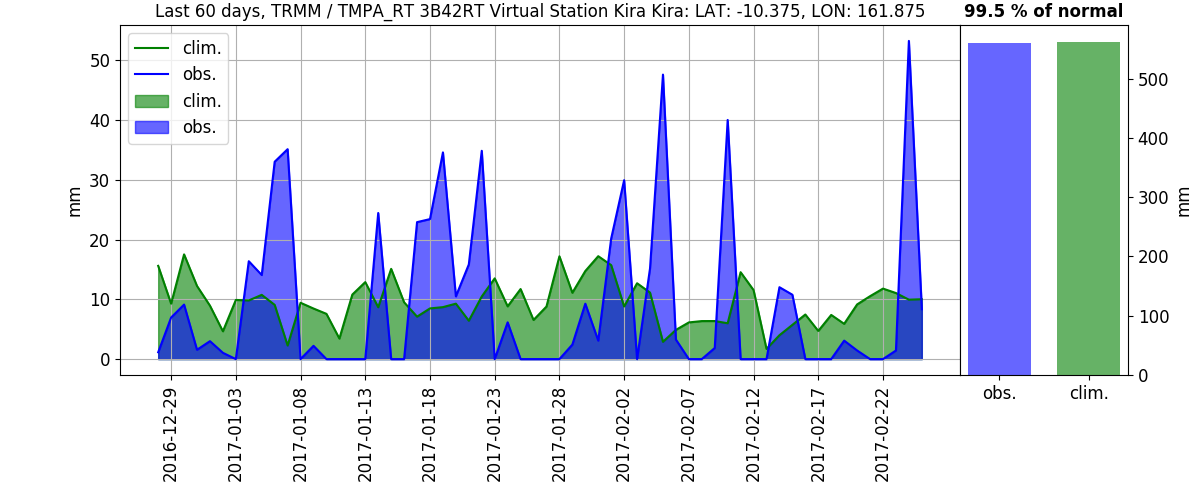 Last 60 days, TRMM / TMPA_RT 3B42RT Virtual Station Kira Kira: LAT: -10.375, LON: 161.875
99.5 % of normal
clim.
obs.
clim.
obs.
50
40
30
20
10
0
mm
500
400
300
200
100
0
mm
obs.
clim.
2016-12-29
2017-01-03
2017-01-08
2017-01-13
2017-01-18
2017-01-23
2017-01-28
2017-02-02
2017-02-07
2017-02-12
2017-02-17
2017-02-22